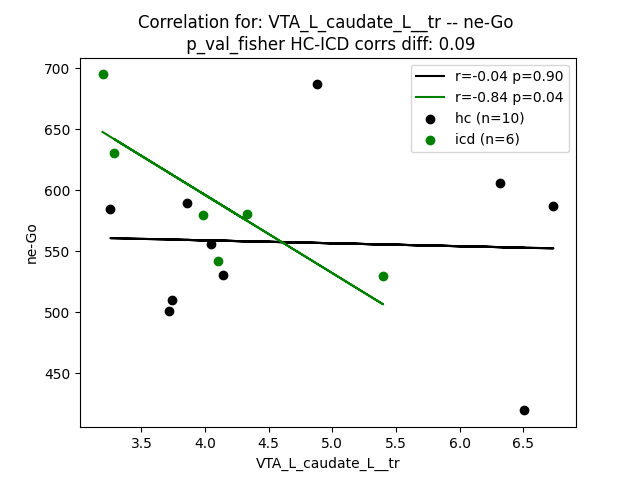 Correlation for: VTA_L_caudate_L__tr -- ne-Go
p_val_fisher HC-ICD corrs diff: 0.09
r=-0.04 p=0.90
r=-0.84 p=0.04
hc (n=10)
icd (n=6)
700
650
600
550
500
450
ne-Go
3.5 4.0 4.5 5.0 5.5 6.0 6.5
VTA_L_caudate_L__tr